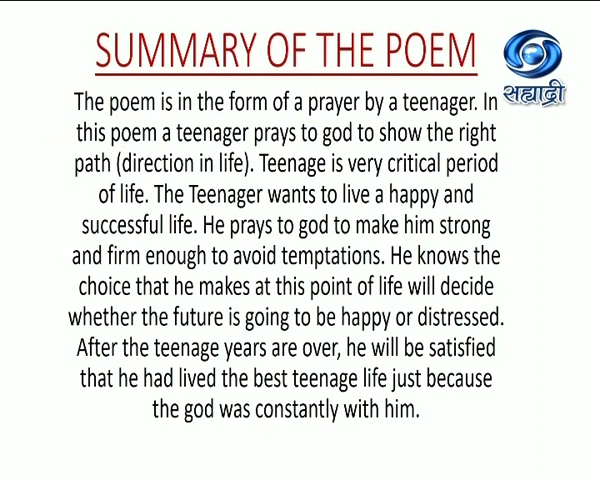 SUMMARY OF THE POEM
सह्याद्री
The poem is in the form of a prayer by a teenager. In
this poem a teenager prays to god to show the right
path (direction in life). Teenage is very critical period
of life. The Teenager wants to live a happy and
successful life. He prays to god to make him strong
and firm enough to avoid temptations. He knows the
choice that he makes at this point of life will decide
whether the future is going to be happy or distressed.
After the teenage years are over, he will be satisfied
that he had lived the best teenage life just because
the god was constantly with him.